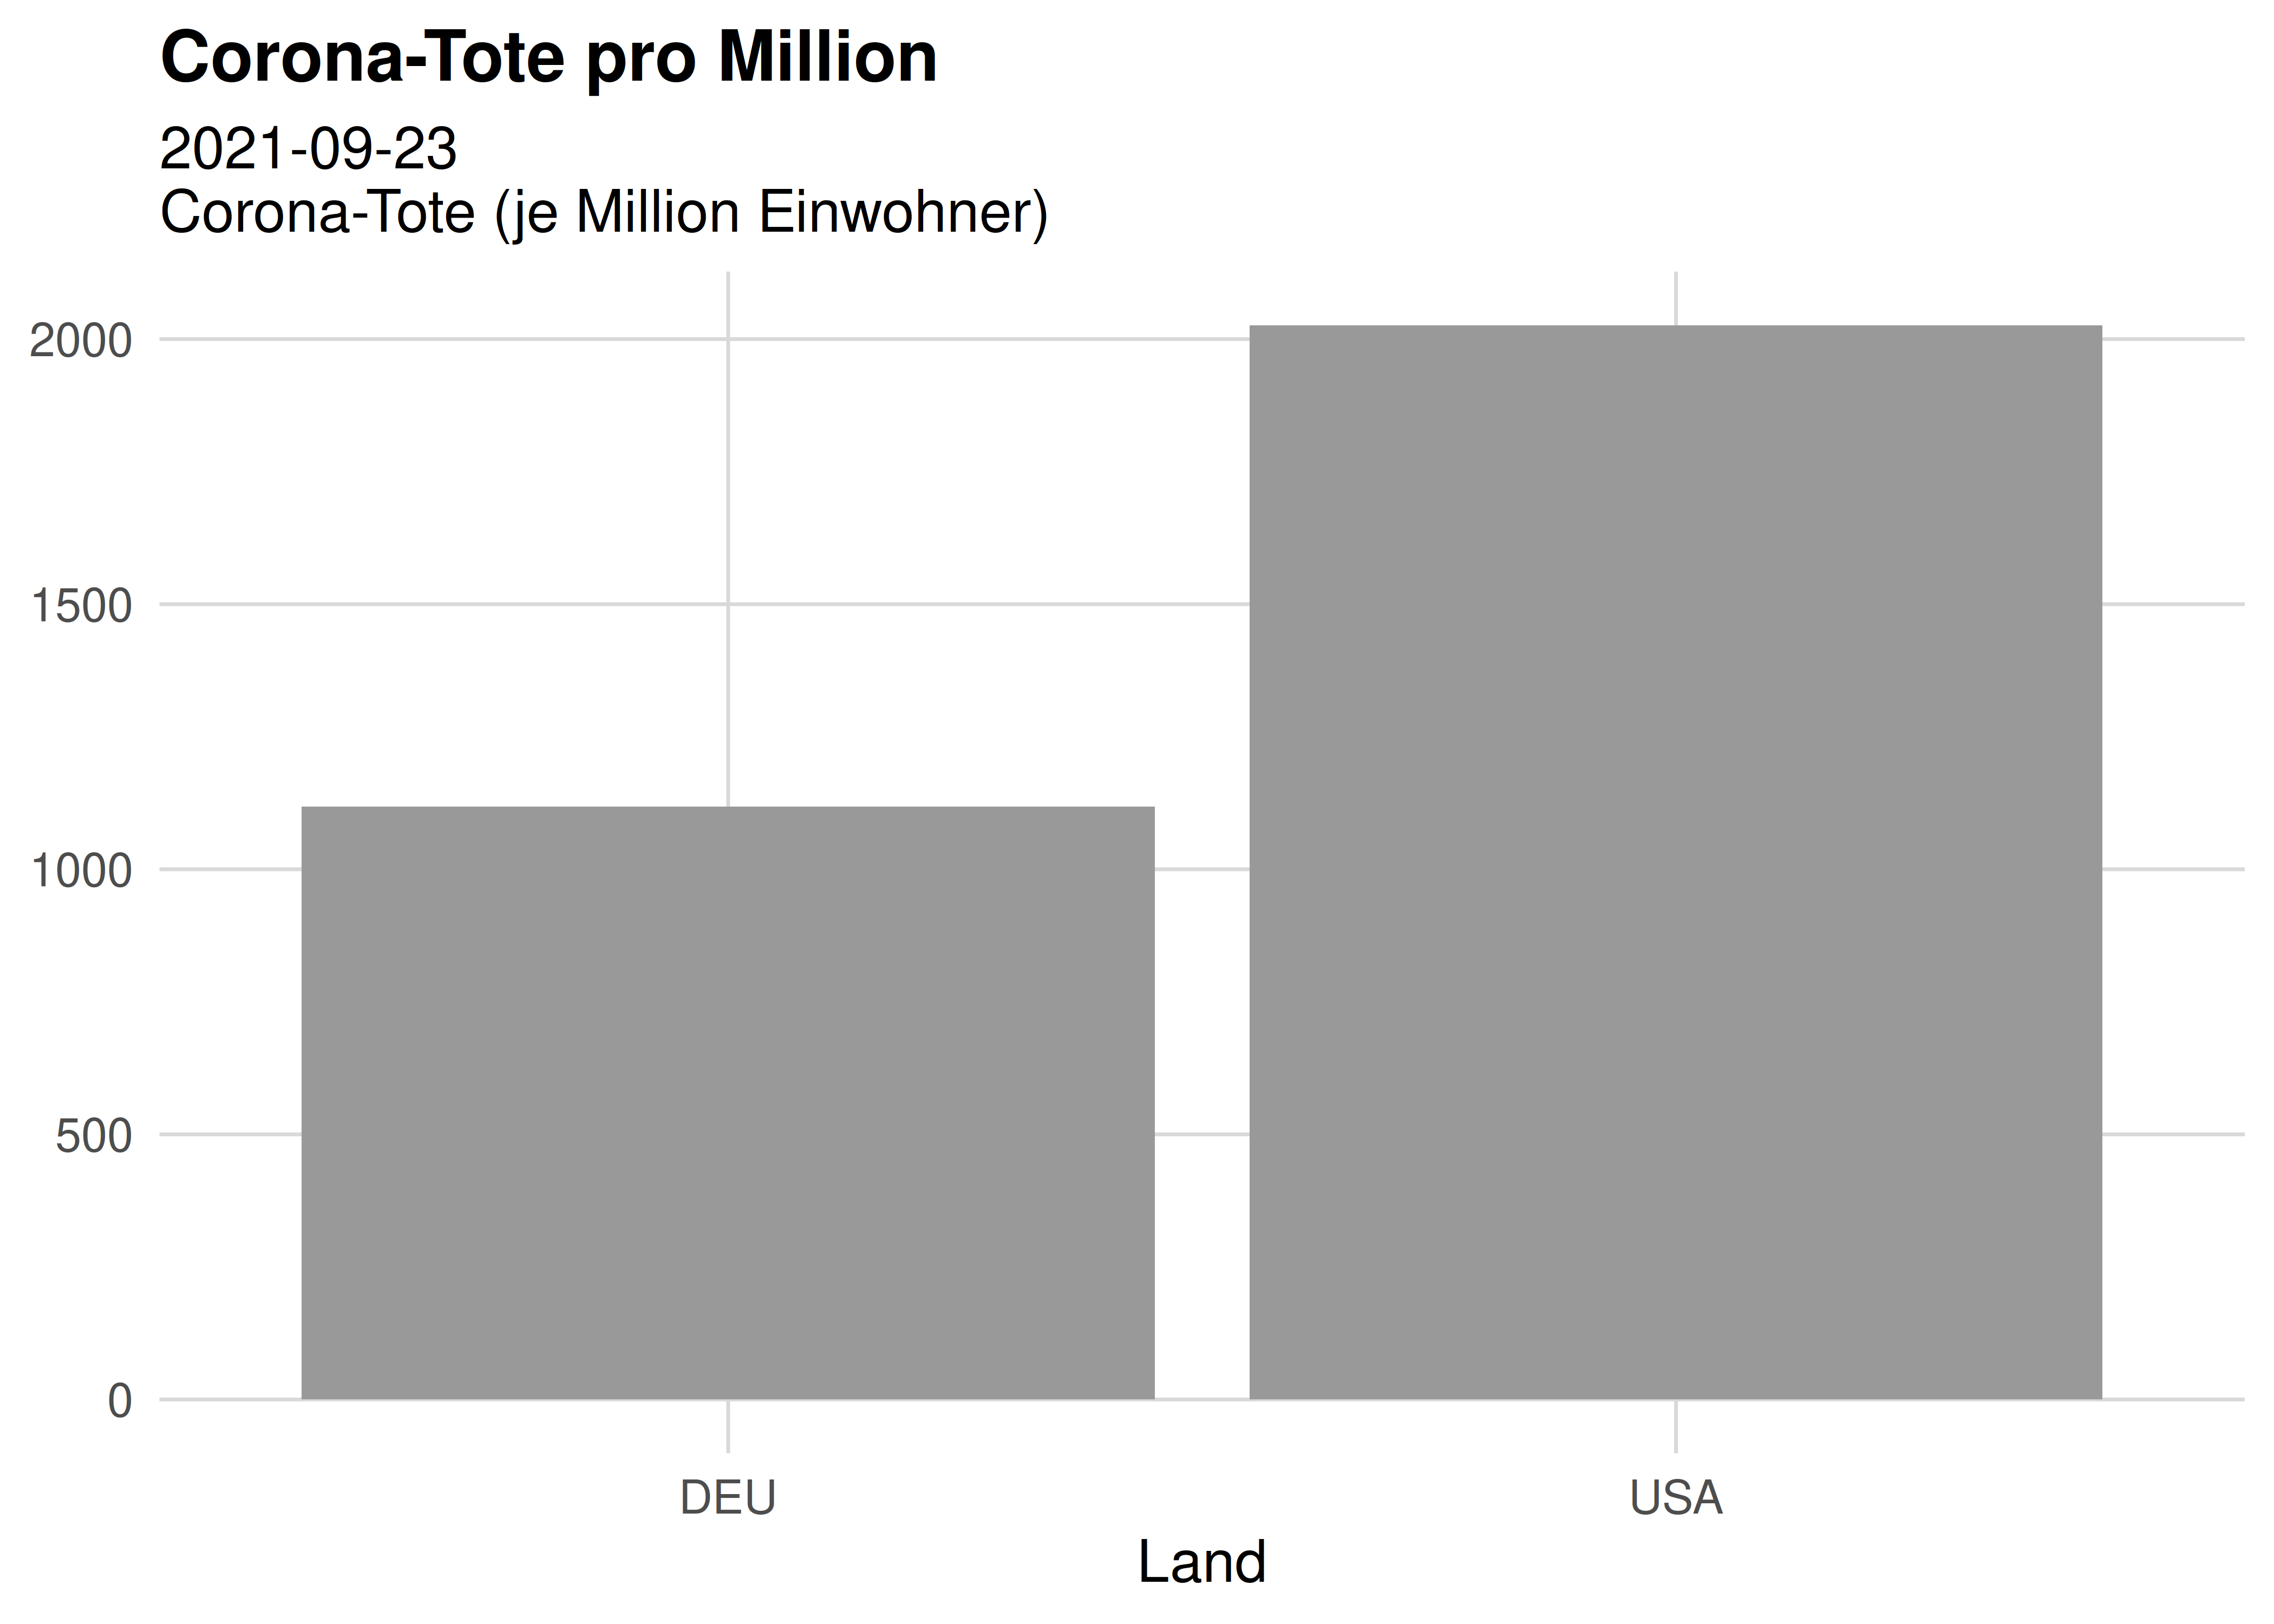 Corona-Tote pro Million
2021-09-23
Corona-Tote (je Million Einwohner)
2000
1500
1000
500
0
DEU
USA
Land